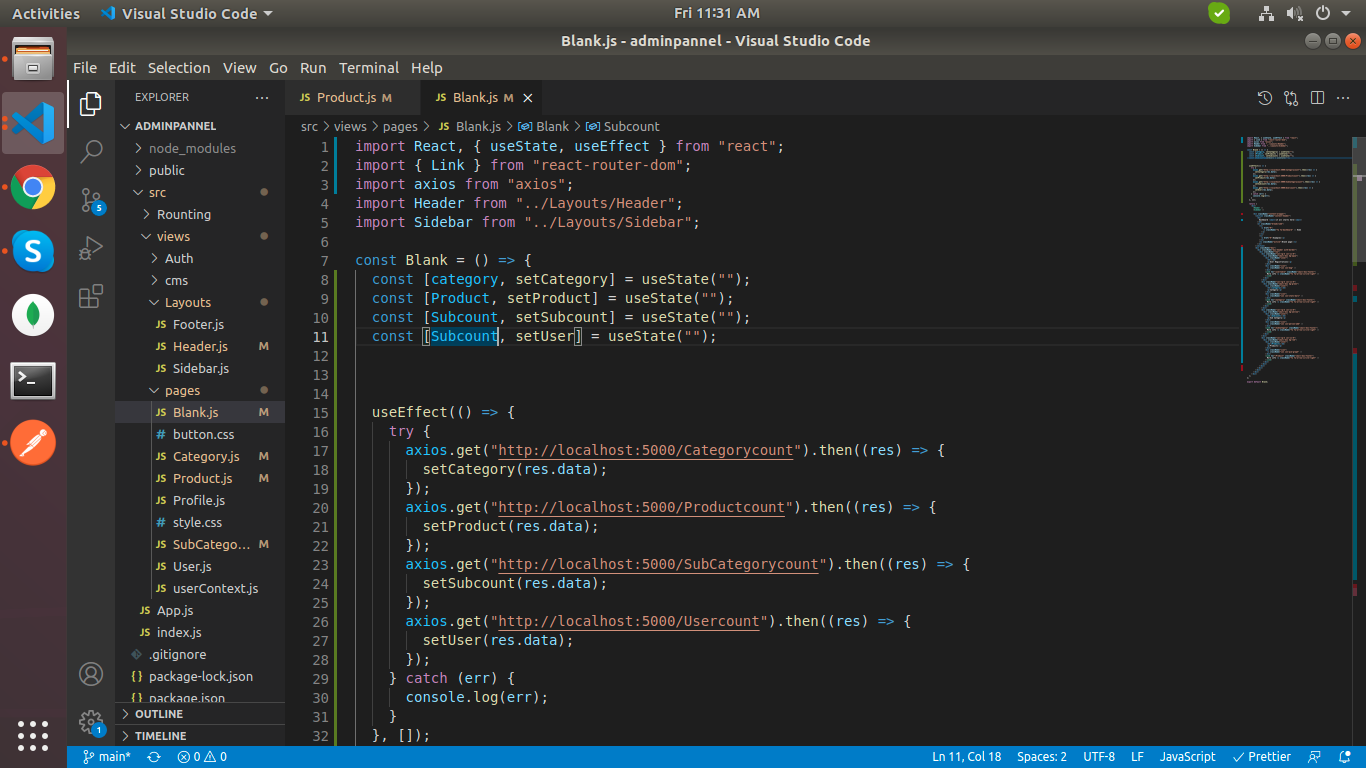 Activities Visual Studio Code Fri 11:31 AM
Blank.js - adminpannel - Visual Studio Code
File Edit Selection View Go Run Terminal Help
EXPLORER
ADMINPANNEL
node_modules
public
src
Rounting
views
Auth
cms
Layouts
JS Footer.js
JS Header.js M
JS Sidebar.js
pages
JS Blank.js M
# button.css
JS Category.js M
JS Product.js M
JS Profile.js
# style.css
JS SubCatego... M
JS User.js
JS userContext.js
JS App.js
JS index.js
.gitignore
{} package-lock.json
{} package.json
OUTLINE
TIMELINE
5
1
JS Product.js M JS Blank.js M
src > views > pages > JS Blank.js > Blank > Subcount
1 import React, { useState, useEffect } from "react";
2 import { Link } from "react-router-dom";
3 import axios from "axios";
4 import Header from "../Layouts/Header";
5 import Sidebar from "../Layouts/Sidebar";
6
7 const Blank = () => {
8 const [category, setCategory] = useState("");
9 const [Product, setProduct] = useState("");
10 const [Subcount, setSubcount] = useState("");
11 const [Subcount, setUser] = useState("");
12
13
14
15 useEffect(() => {
16 try {
17 axios.get("http://localhost:5000/Categorycount").then((res) => {
18 setCategory(res.data);
19 });
20 axios.get("http://localhost:5000/Productcount").then((res) => {
21 setProduct(res.data);
22 });
23 axios.get("http://localhost:5000/SubCategorycount").then((res) => {
24 setSubcount(res.data);
25 });
26 axios.get("http://localhost:5000/Usercount").then((res) => {
27 setUser(res.data);
28 });
29 } catch (err) {
30 console.log(err);
31 }
32 }, []);
main* 0 0 Ln 11, Col 18 Spaces: 2 UTF-8 LF JavaScript Prettier